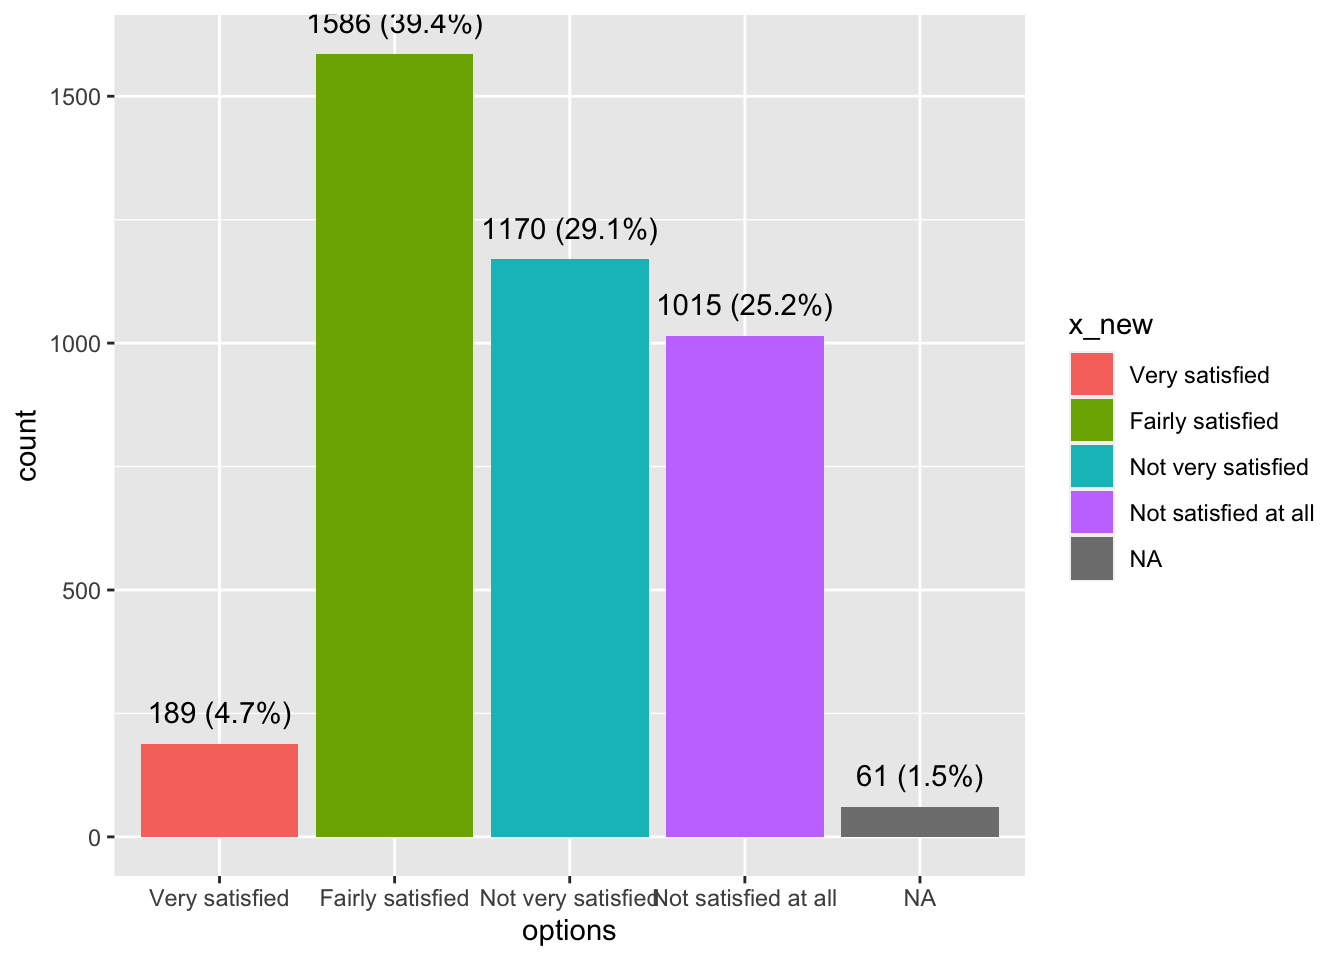 1586 (39.4%)
1500
1170 (29.1%)
1015 (25.2%)
1000
count
500
189 (4.7%)
61 (1.5%)
0
Very satisfied
Fairly satisfied
Not very satisfied
Not satisfied at all
NA
options
x_new
Very satisfied
Fairly satisfied
Not very satisfied
Not satisfied at all
NA